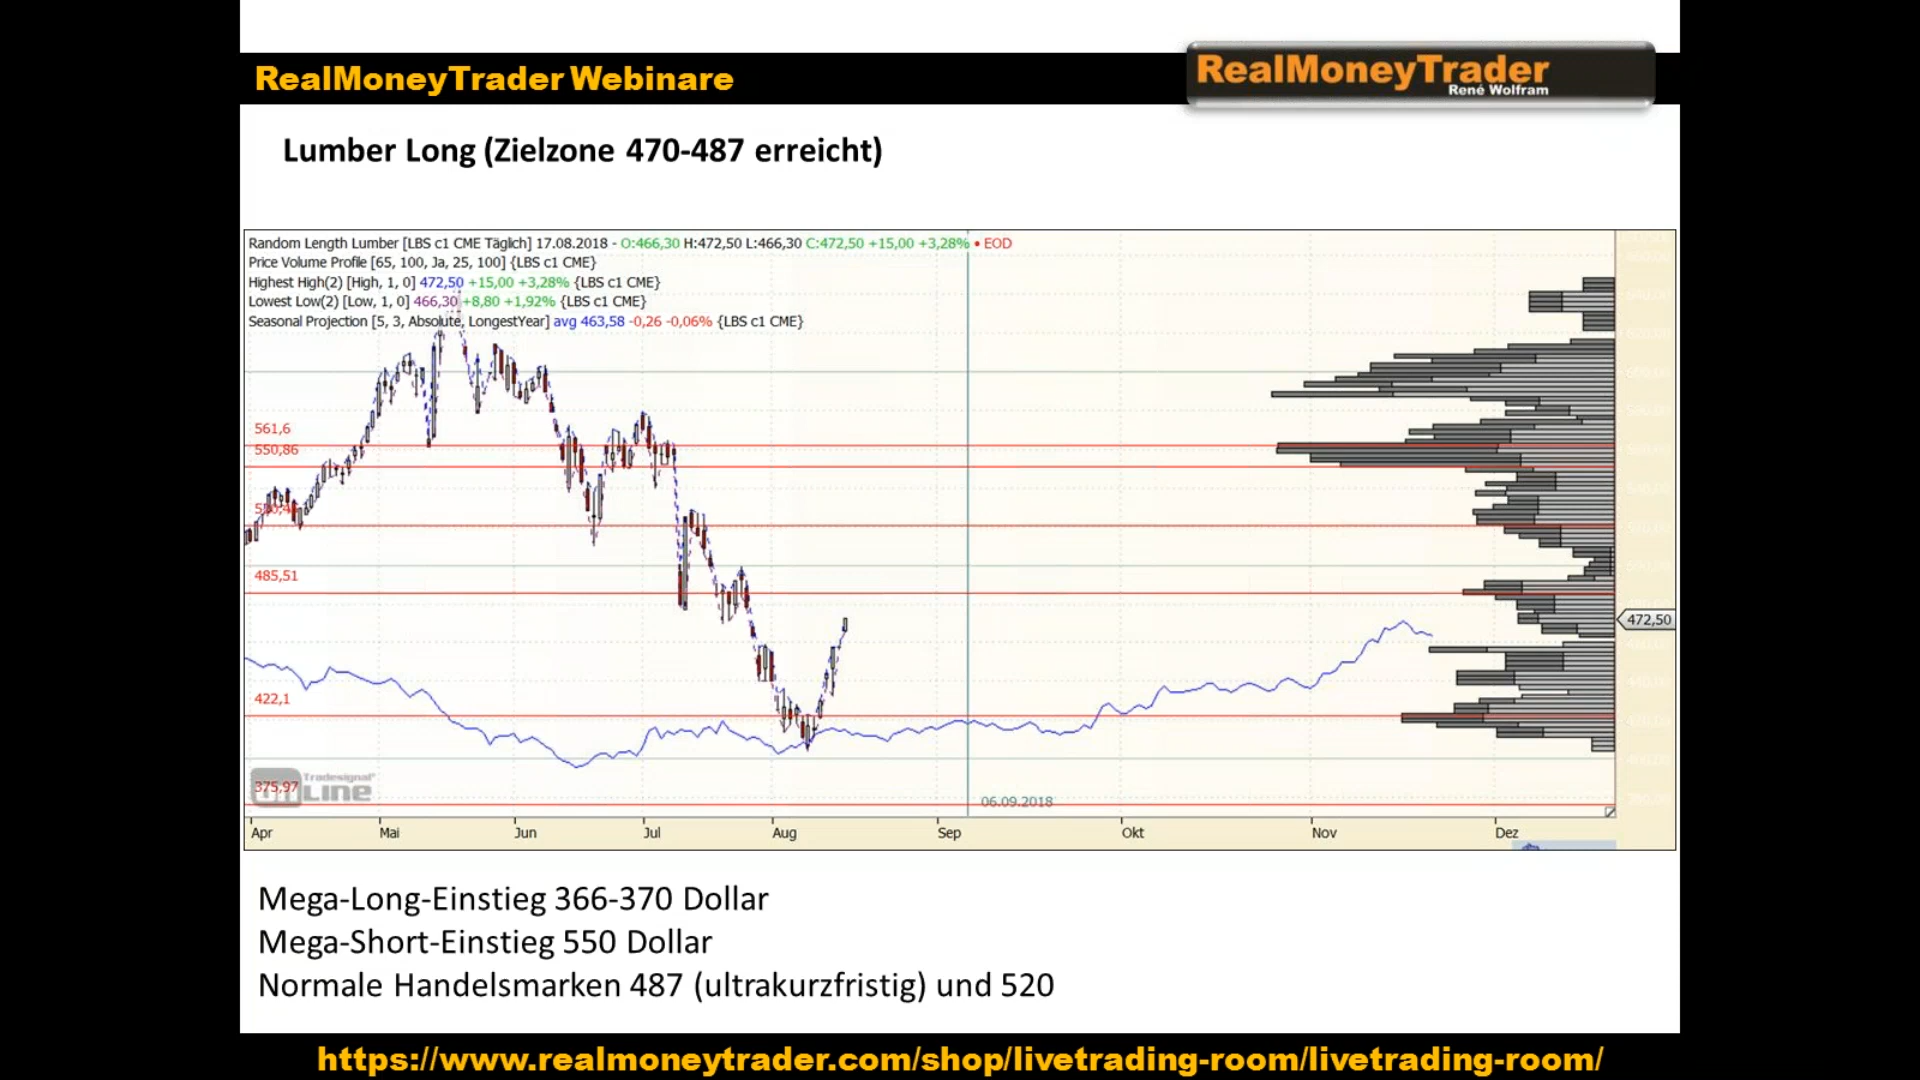 RealMoneyTrader Webinare
RealMoneyTrader
René Wolfram
Lumber Long (Zielzone 470-487 erreicht)
Random Length Lumber [LBS c1 CME Täglich] 17.08.2018 - O:466,30 H:472,50 L:466,30 C:472,50 +15,00 +3,28% • EOD
Price Volume Profile [65, 100, Ja, 25, 100] {LBS c1 CME}
Highest High(2) [High, 1, 0] 472,50 +15,00 +3,28% {LBS c1 CME}
Lowest Low(2) [Low, 1, 0] 466,30 +8,80 +1,92% {LBS c1 CME}
Seasonal Projection [5, 3, Absolute, LongestYear] avg 463,58 -0,26 -0,06% {LBS c1 CME}
561,6
550,86
485,51
472,50
422,1
375,97
Tradesignal
ONLINE
06.09.2018
Apr Mai Jun Jul Aug Sep Okt Nov Dez
Mega-Long-Einstieg 366-370 Dollar
Mega-Short-Einstieg 550 Dollar
Normale Handelsmarken 487 (ultrakurzfristig) und 520
https://www.realmoneytrader.com/shop/livetrading-room/livetrading-room/